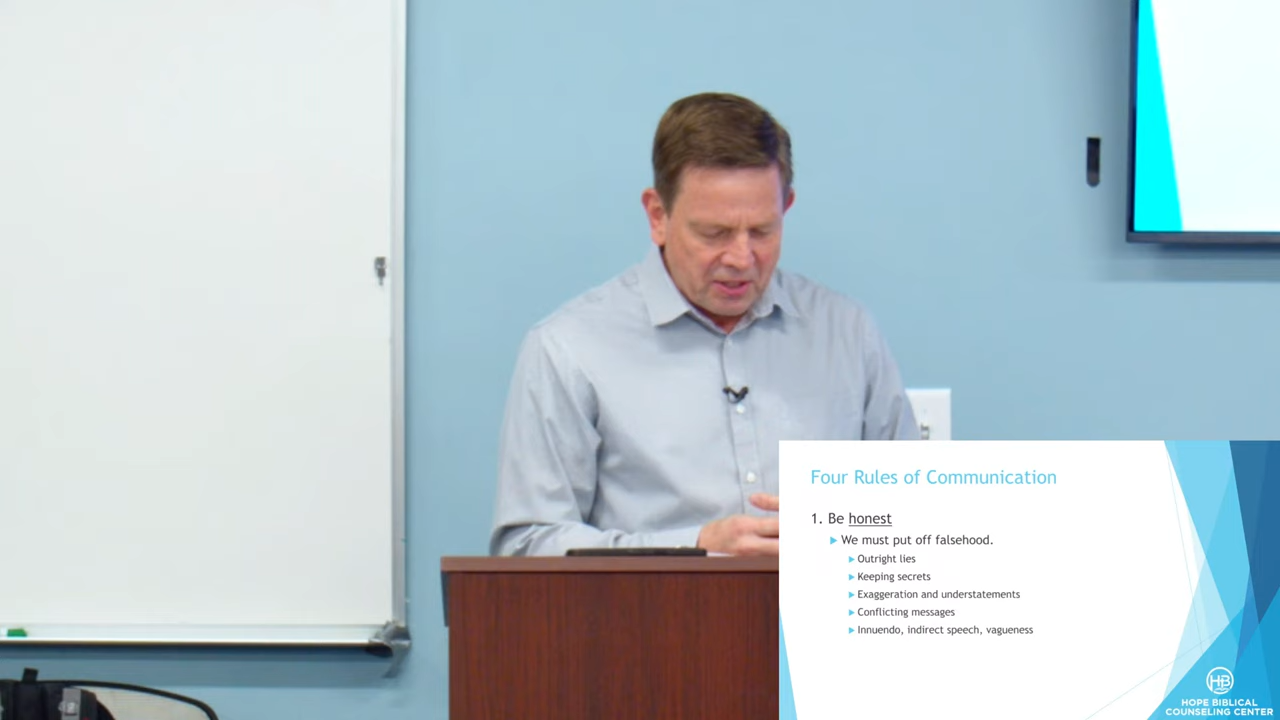 Four Rules of Communication
1. Be honest
We must put off falsehood.
Outright lies
Keeping secrets
Exaggeration and understatements
Conflicting messages
Innuendo, indirect speech, vagueness
HB
HOPE BIBLICAL
COUNSELING CENTER